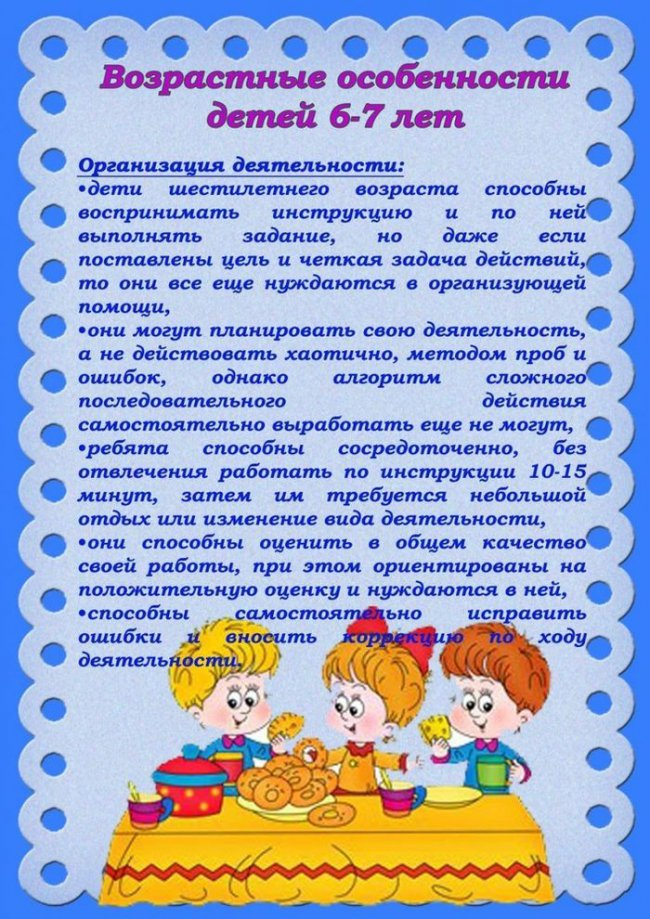 Возрастные особенности
детей 6-7 лет
Организация деятельности:
•дети шестилетнего возраста способны
воспринимать инструкцию и по ней
выполнять задание, но даже если
поставлены цель и четкая задача действий,
то они все еще нуждаются в организующей
помощи,
•они могут планировать свою деятельность,
а не действовать хаотично, методом проб и
ошибок, однако алгоритм сложного
последовательного действия
самостоятельно выработать еще не могут,
•ребята способны сосредоточенно, без
отвлечения работать по инструкции 10-15
минут, затем им требуется небольшой
отдых или изменение вида деятельности,
•они способны оценить в общем качество
своей работы, при этом ориентированы на
положительную оценку и нуждаются в ней,
•способны самостоятельно исправить
ошибки и вносить коррекцию по ходу
деятельности.